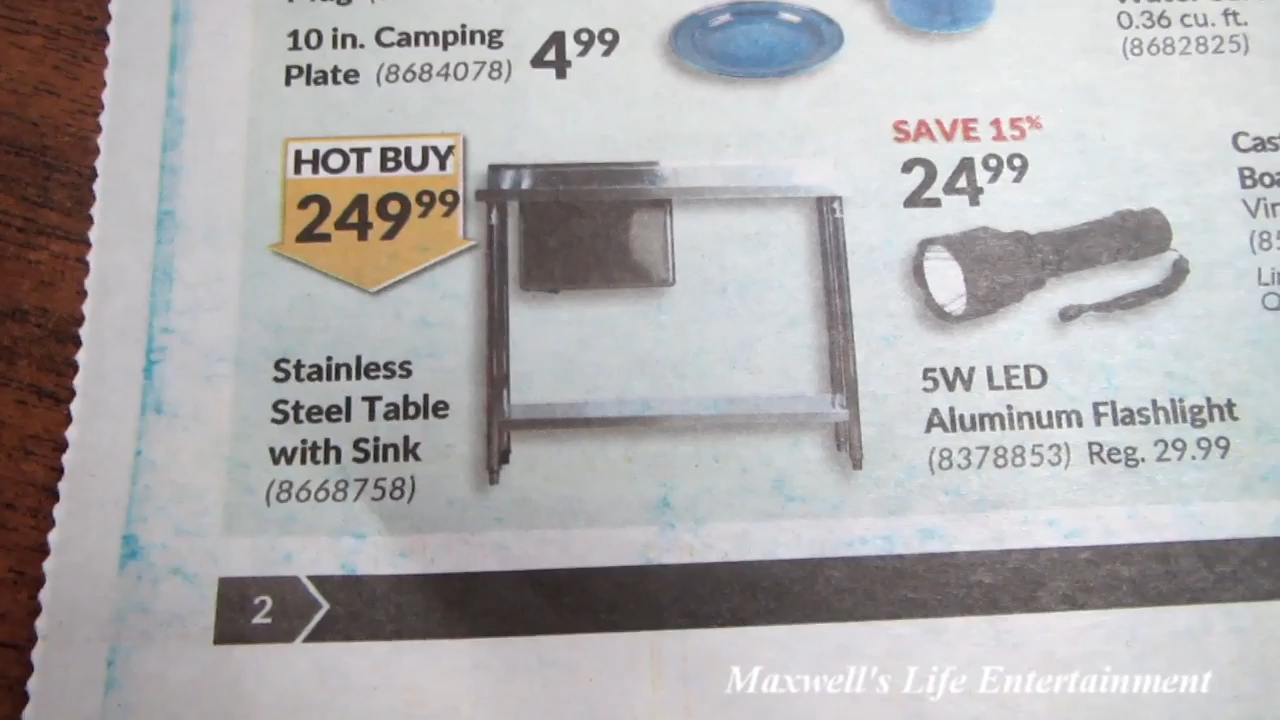 10 in. Camping
Plate (8684078)
4.99
0.36 cu. ft.
(8682825)
HOT BUY
249.99
Stainless
Steel Table
with Sink
(8668758)
SAVE 15%
24.99
5W LED
Aluminum Flashlight
(8378853) Reg. 29.99
2
Maxwell's Life Entertainment